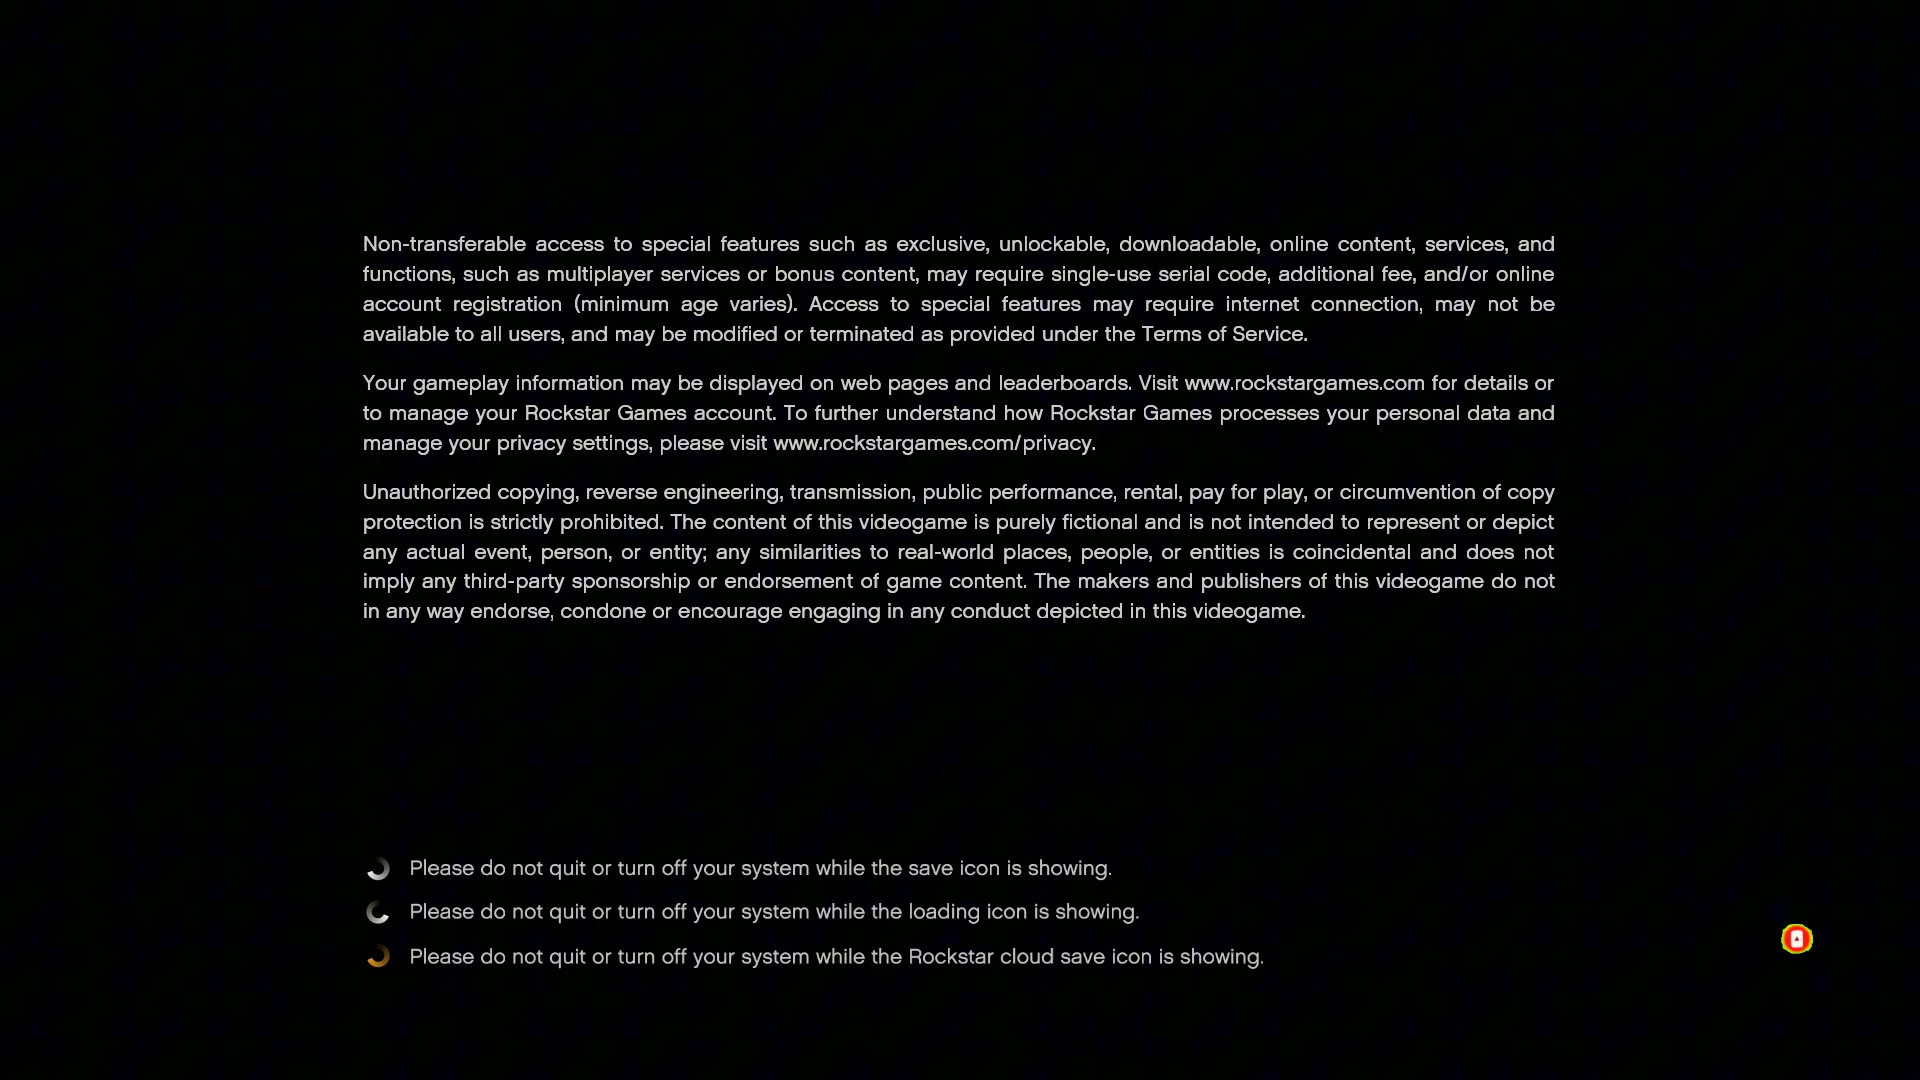 Non-transferable access to special features such as exclusive, unlockable, downloadable, online content, services, and
functions, such as multiplayer services or bonus content, may require single-use serial code, additional fee, and/or online
account registration (minimum age varies). Access to special features may require internet connection, may not be
available to all users, and may be modified or terminated as provided under the Terms of Service.
Your gameplay information may be displayed on web pages and leaderboards. Visit www.rockstargames.com for details or
to manage your Rockstar Games account. To further understand how Rockstar Games processes your personal data and
manage your privacy settings, please visit www.rockstargames.com/privacy.
Unauthorized copying, reverse engineering, transmission, public performance, rental, pay for play, or circumvention of copy
protection is strictly prohibited. The content of this videogame is purely fictional and is not intended to represent or depict
any actual event, person, or entity; any similarities to real-world places, people, or entities is coincidental and does not
imply any third-party sponsorship or endorsement of game content. The makers and publishers of this videogame do not
in any way endorse, condone or encourage engaging in any conduct depicted in this videogame.
Please do not quit or turn off your system while the save icon is showing.
Please do not quit or turn off your system while the loading icon is showing.
Please do not quit or turn off your system while the Rockstar cloud save icon is showing.